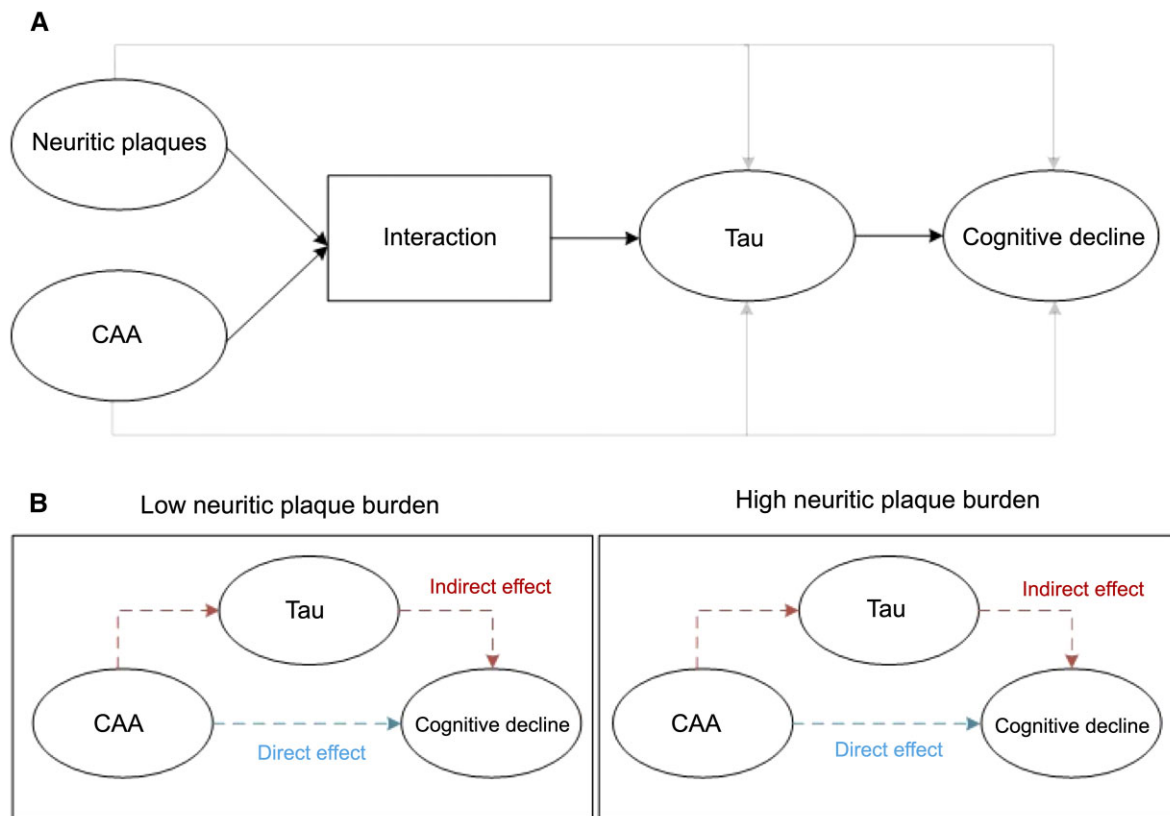 A
Neuritic plaques
Interaction
Tau
Cognitive decline
CAA
B
Low neuritic plaque burden
Tau
Indirect effect
CAA
Cognitive decline
Direct effect
High neuritic plaque burden
Tau
Indirect effect
CAA
Cognitive decline
Direct effect